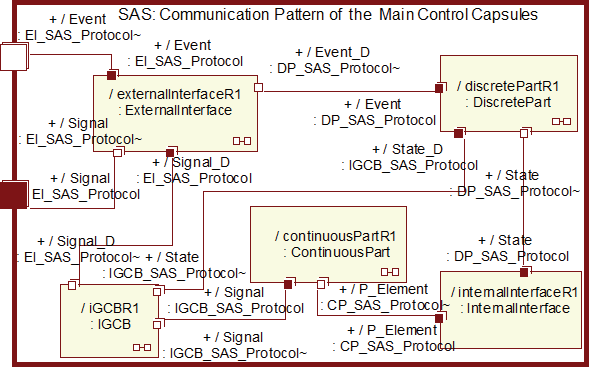 SAS: Communication Pattern of the Main Control Capsules
+ / Event
: EI_SAS_Protocol~
+ / Event
: EI_SAS_Protocol
+ / Event_D
: DP_SAS_Protocol~
/ externalInterfaceR1
: ExternalInterface
/ discretePartR1
: DiscretePart
+ / Event
: DP_SAS_Protocol
+ / Signal
: EI_SAS_Protocol~
+ / State_D
: IGCB_SAS_Protocol
+ / Signal
EI_SAS_Protocol
+ / Signal_D
: EI_SAS_Protocol
+ / State
: DP_SAS_Protocol~
+ / Signal_D
: EI_SAS_Protocol~
+ / State
: IGCB_SAS_Protocol~
/ continuousPartR1
: ContinuousPart
+ / State
: DP_SAS_Protocol
/ iGCBR1
: IGCB
+ / Signal
: IGCB_SAS_Protocol
+ / P_Element
: CP_SAS_Protocol~
/ internalInterfaceR1
: InternalInterface
+ / Signal
: IGCB_SAS_Protocol~
+ / P_Element
: CP_SAS_Protocol